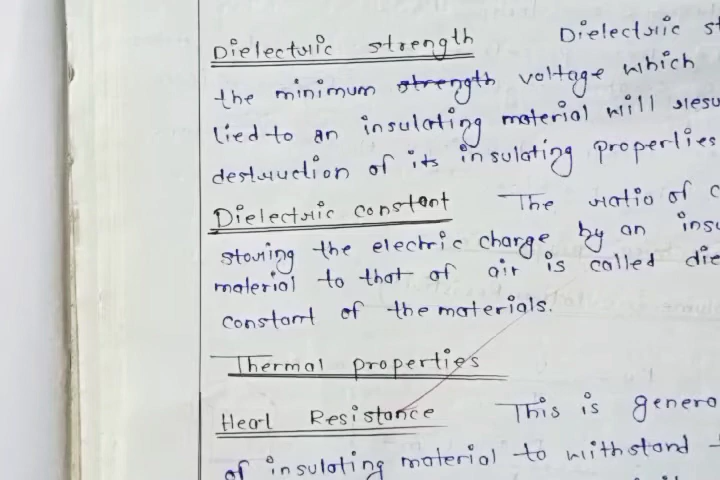 Dielectric strength Dielectric st
the minimum strength voltage which
lied to an insulating material will resu
destruction of its insulating properties
Dielectric constant The ratio of c
storing the electric charge by an insu
material to that of air is called die
constant of the materials.
Thermal properties
Heat Resistance This is genera
of insulating material to withstand